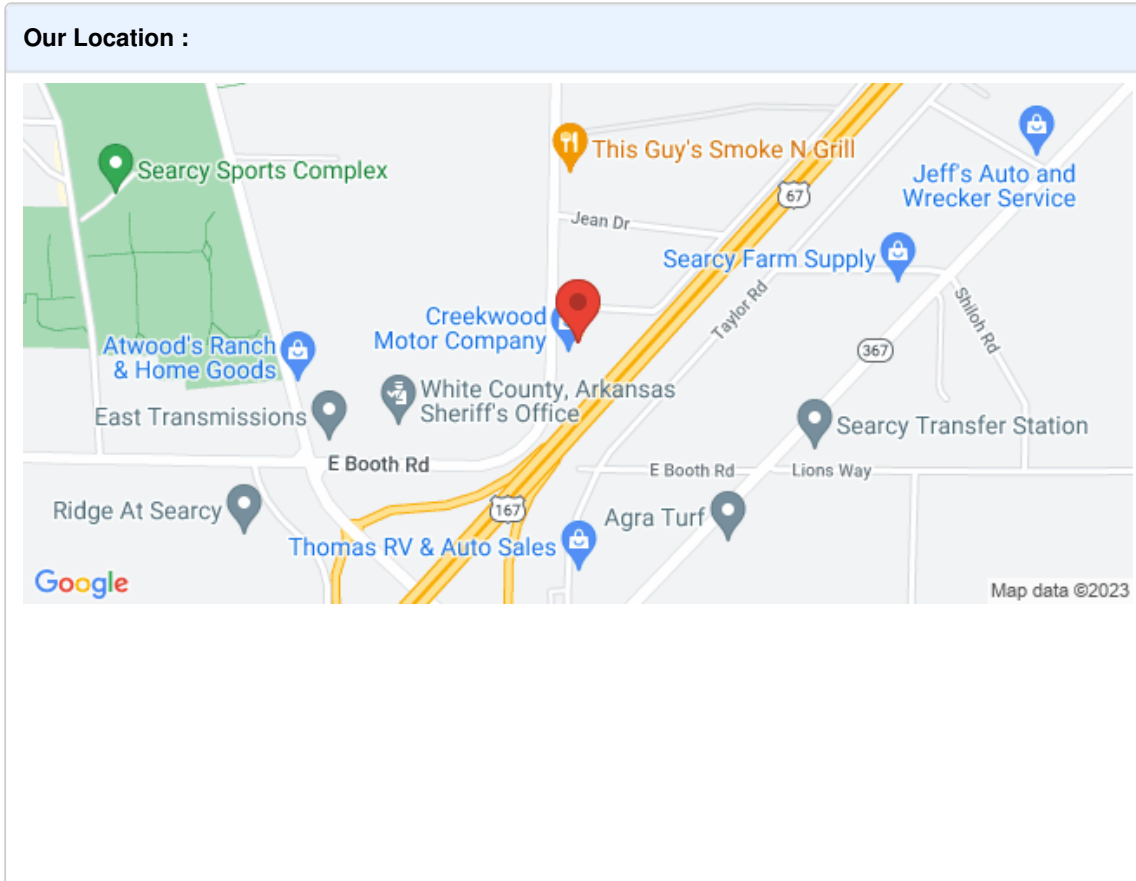 Our Location :
Searcy Sports Complex
This Guy's Smoke N Grill
Jeff's Auto and
Wrecker Service
67
Jean Dr
Searcy Farm Supply
Taylor Rd
Shiloh Rd
Creekwood
Motor Company
367
Atwood's Ranch
& Home Goods
White County, Arkansas
Sheriff's Office
East Transmissions
Searcy Transfer Station
E Booth Rd
E Booth Rd
Lions Way
Ridge At Searcy
167
Agra Turf
Thomas RV & Auto Sales
Google
Map data ©2023